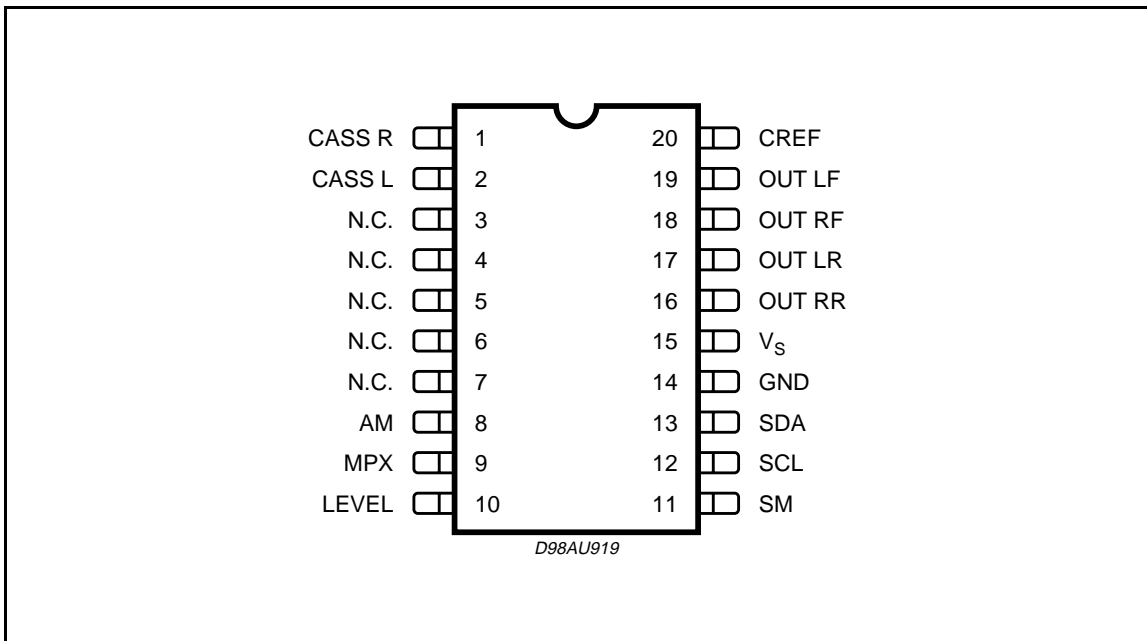 CASS R 1 20 CREF
CASS L 2 19 OUT LF
N.C. 3 18 OUT RF
N.C. 4 17 OUT LR
N.C. 5 16 OUT RR
N.C. 6 15 VS
N.C. 7 14 GND
AM 8 13 SDA
MPX 9 12 SCL
LEVEL 10 11 SM
D98AU919